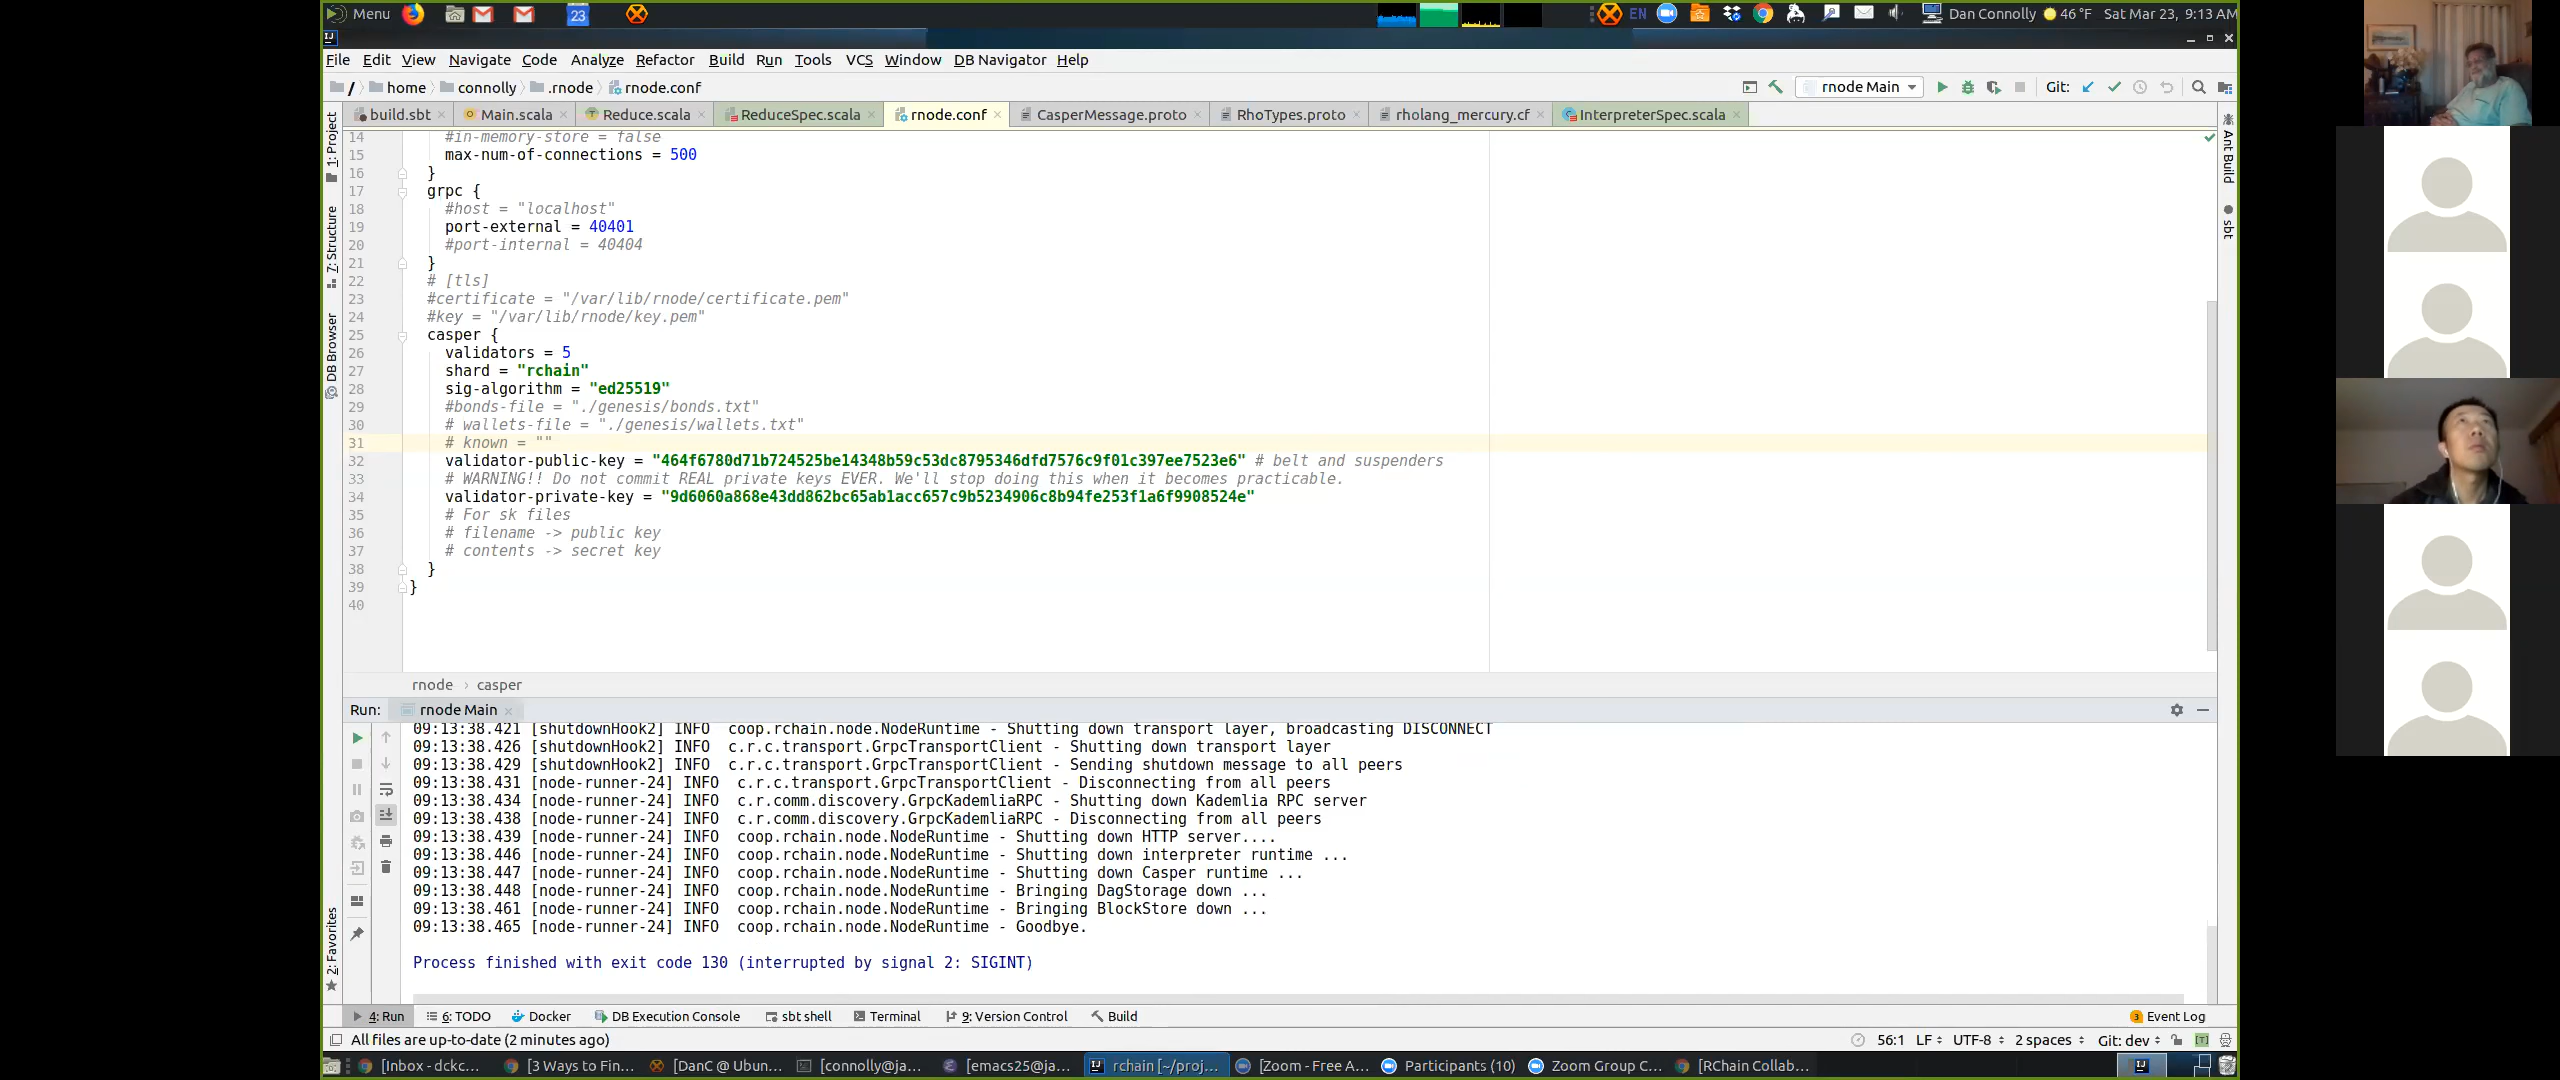 Menu
23
EN
Dan Connolly 46 °F Sat Mar 23, 9:13 AM
File Edit View Navigate Code Analyze Refactor Build Run Tools VCS Window DB Navigator Help
/ home connolly .rnode rnode.conf
rnode Main Git:
build.sbt Main.scala Reduce.scala ReduceSpec.scala rnode.conf CasperMessage.proto RhoTypes.proto rholang_mercury.cf InterpreterSpec.scala
1: Project
7: Structure
DB Browser
2: Favorites
Ant Build
sbt
14 #in-memory-store = false
15 max-num-of-connections = 500
16 }
17 grpc {
18 #host = "localhost"
19 port-external = 40401
20 #port-internal = 40404
21 }
22 # [tls]
23 #certificate = "/var/lib/rnode/certificate.pem"
24 #key = "/var/lib/rnode/key.pem"
25 casper {
26 validators = 5
27 shard = "rchain"
28 sig-algorithm = "ed25519"
29 #bonds-file = "./genesis/bonds.txt"
30 # wallets-file = "./genesis/wallets.txt"
31 # known = ""
32 validator-public-key = "464f6780d71b724525be14348b59c53dc8795346dfd7576c9f01c397ee7523e6" # belt and suspenders
33 # WARNING!! Do not commit REAL private keys EVER. We'll stop doing this when it becomes practicable.
34 validator-private-key = "9d6060a868e43dd862bc65ab1acc657c9b5234906c8b94fe253f1a6f9908524e"
35 # For sk files
36 # filename -> public key
37 # contents -> secret key
38 }
39 }
40
rnode › casper
Run: rnode Main
09:13:38.421 [shutdownHook2] INFO coop.rchain.node.NodeRuntime - Shutting down transport layer, broadcasting DISCONNECT
09:13:38.426 [shutdownHook2] INFO c.r.c.transport.GrpcTransportClient - Shutting down transport layer
09:13:38.429 [shutdownHook2] INFO c.r.c.transport.GrpcTransportClient - Sending shutdown message to all peers
09:13:38.431 [node-runner-24] INFO c.r.c.transport.GrpcTransportClient - Disconnecting from all peers
09:13:38.434 [node-runner-24] INFO c.r.comm.discovery.GrpcKademliaRPC - Shutting down Kademlia RPC server
09:13:38.438 [node-runner-24] INFO c.r.comm.discovery.GrpcKademliaRPC - Disconnecting from all peers
09:13:38.439 [node-runner-24] INFO coop.rchain.node.NodeRuntime - Shutting down HTTP server....
09:13:38.446 [node-runner-24] INFO coop.rchain.node.NodeRuntime - Shutting down interpreter runtime ...
09:13:38.447 [node-runner-24] INFO coop.rchain.node.NodeRuntime - Shutting down Casper runtime ...
09:13:38.448 [node-runner-24] INFO coop.rchain.node.NodeRuntime - Bringing DagStorage down ...
09:13:38.461 [node-runner-24] INFO coop.rchain.node.NodeRuntime - Bringing BlockStore down ...
09:13:38.465 [node-runner-24] INFO coop.rchain.node.NodeRuntime - Goodbye.
Process finished with exit code 130 (interrupted by signal 2: SIGINT)
4: Run 6: TODO Docker DB Execution Console sbt shell Terminal 9: Version Control Build 3 Event Log
All files are up-to-date (2 minutes ago) 56:1 LF UTF-8 2 spaces Git: dev
[Inbox - dckc... [3 Ways to Fin... [DanC @ Ubun... [connolly@ja... [emacs25@ja... rchain [~/proj... [Zoom - Free A... Participants (10) Zoom Group C... [RChain Collab...